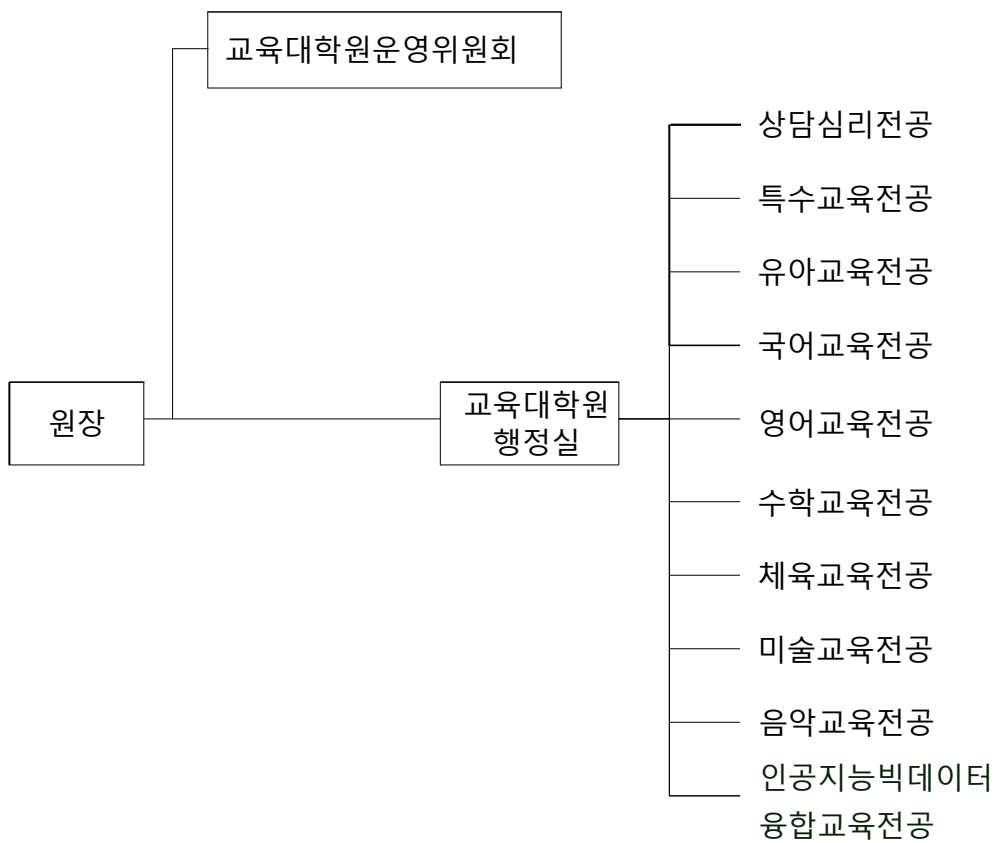 교육대학원운영위원회
상담심리전공
특수교육전공
유아교육전공
국어교육전공
원장
교육대학원
행정실
영어교육전공
수학교육전공
체육교육전공
미술교육전공
음악교육전공
인공지능빅데이터
융합교육전공